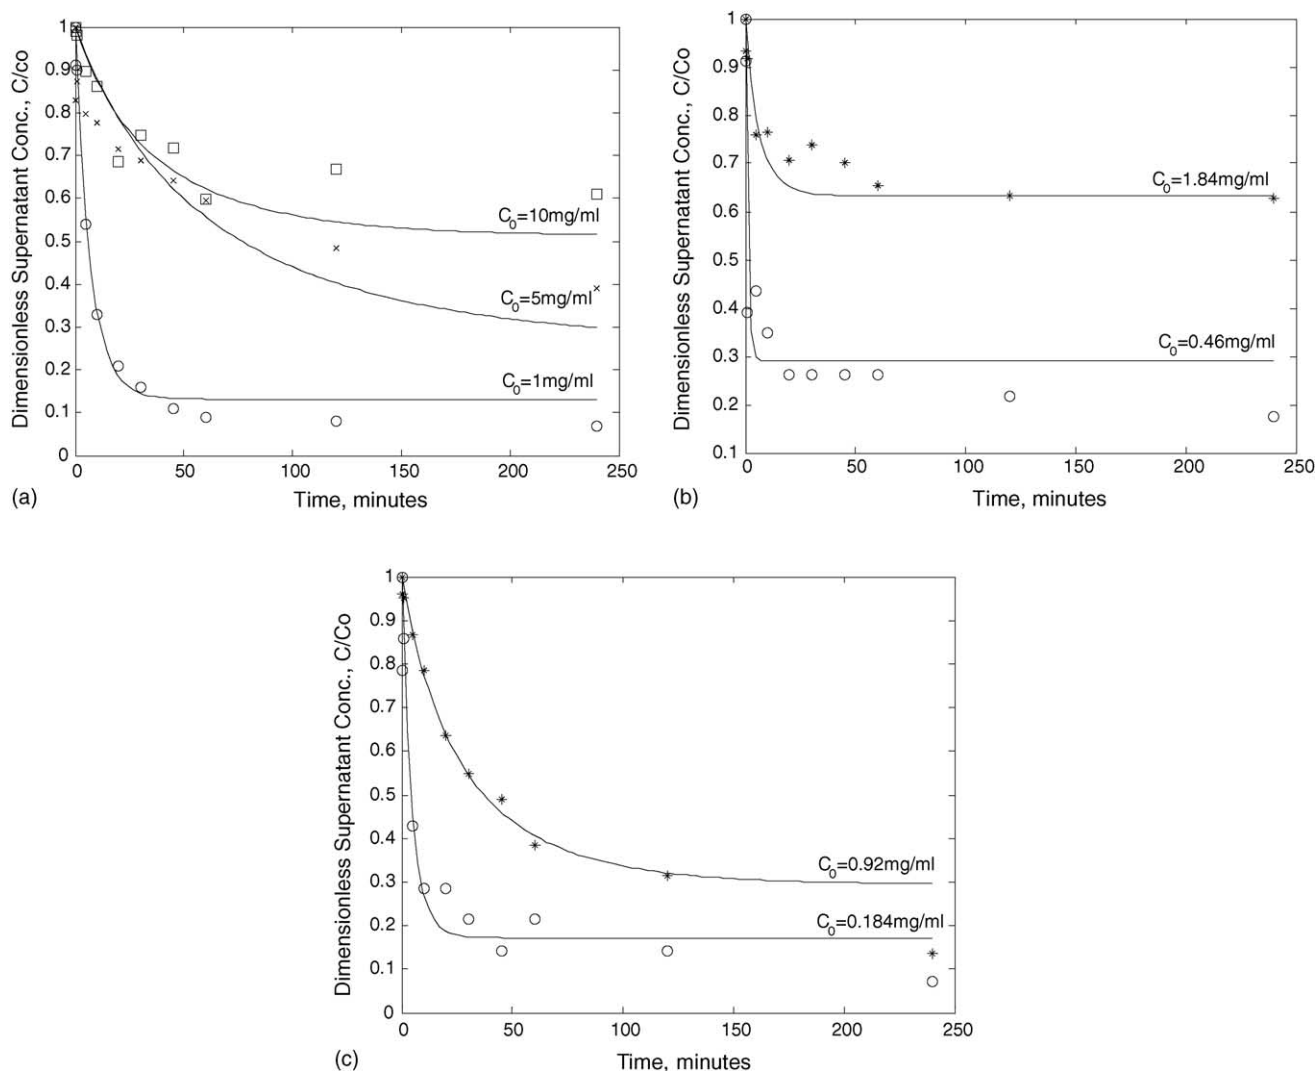 1
0.9
0.8
0.7
0.6
0.5
0.4
0.3
0.2
0.1
0
Dimensionless Supernatant Conc., C/co
C0=10mg/ml
C0=5mg/ml
C0=1mg/ml
0 50 100 150 200 250
Time, minutes
(a)
1
0.9
0.8
0.7
0.6
0.5
0.4
0.3
0.2
0.1
Dimensionless Supernatant Conc., C/Co
C0=1.84mg/ml
C0=0.46mg/ml
0 50 100 150 200 250
Time, minutes
(b)
1
0.9
0.8
0.7
0.6
0.5
0.4
0.3
0.2
0.1
0
Dimensionless Supernatant Conc., C/Co
C0=0.92mg/ml
C0=0.184mg/ml
0 50 100 150 200 250
Time, minutes
(c)